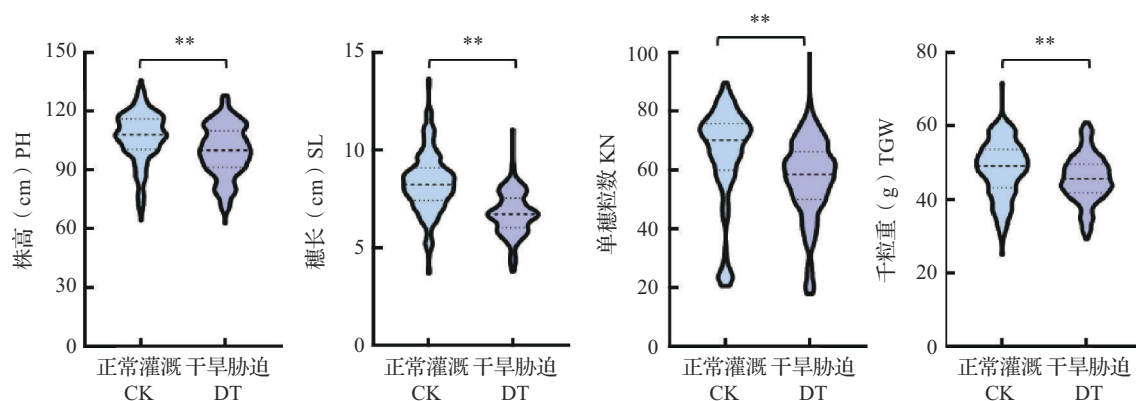 **
150
120
90
60
30
0
株高（cm）PH
正常灌溉 干旱胁迫
CK DT
**
15
10
5
0
穗长（cm）SL
正常灌溉 干旱胁迫
CK DT
**
100
80
60
40
20
0
单穗粒数 KN
正常灌溉 干旱胁迫
CK DT
**
80
60
40
20
0
千粒重（g）TGW
正常灌溉 干旱胁迫
CK DT